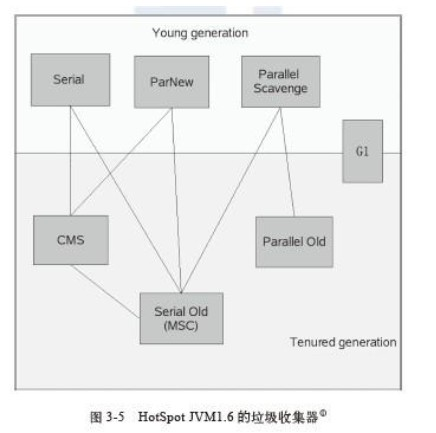 Young generation
Serial
ParNew
Parallel
Scavenge
G1
CMS
Parallel Old
Serial Old
(MSC)
Tenured generation
图 3-5 HotSpot JVM1.6 的垃圾收集器①